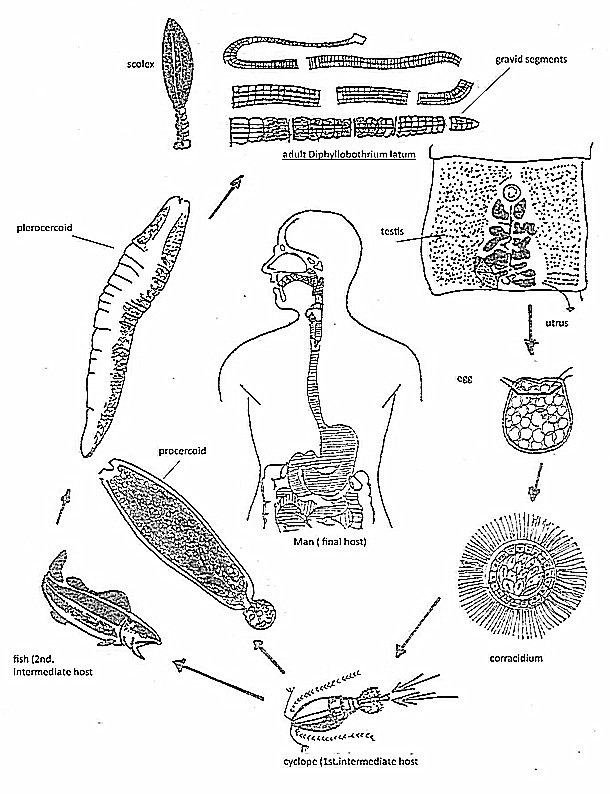 scolex
gravid segments
adult Diphyllobothrium latum
plerocercoid
testis
utrus
egg
procercoid
Man ( final host)
corracidium
fish (2nd.
intermediate host
cyclope (1st.intermediate host